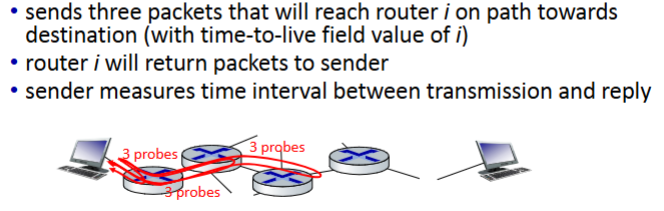 • sends three packets that will reach router i on path towards
destination (with time-to-live field value of i)
• router i will return packets to sender
• sender measures time interval between transmission and reply
3 probes
3 probes
3 probes